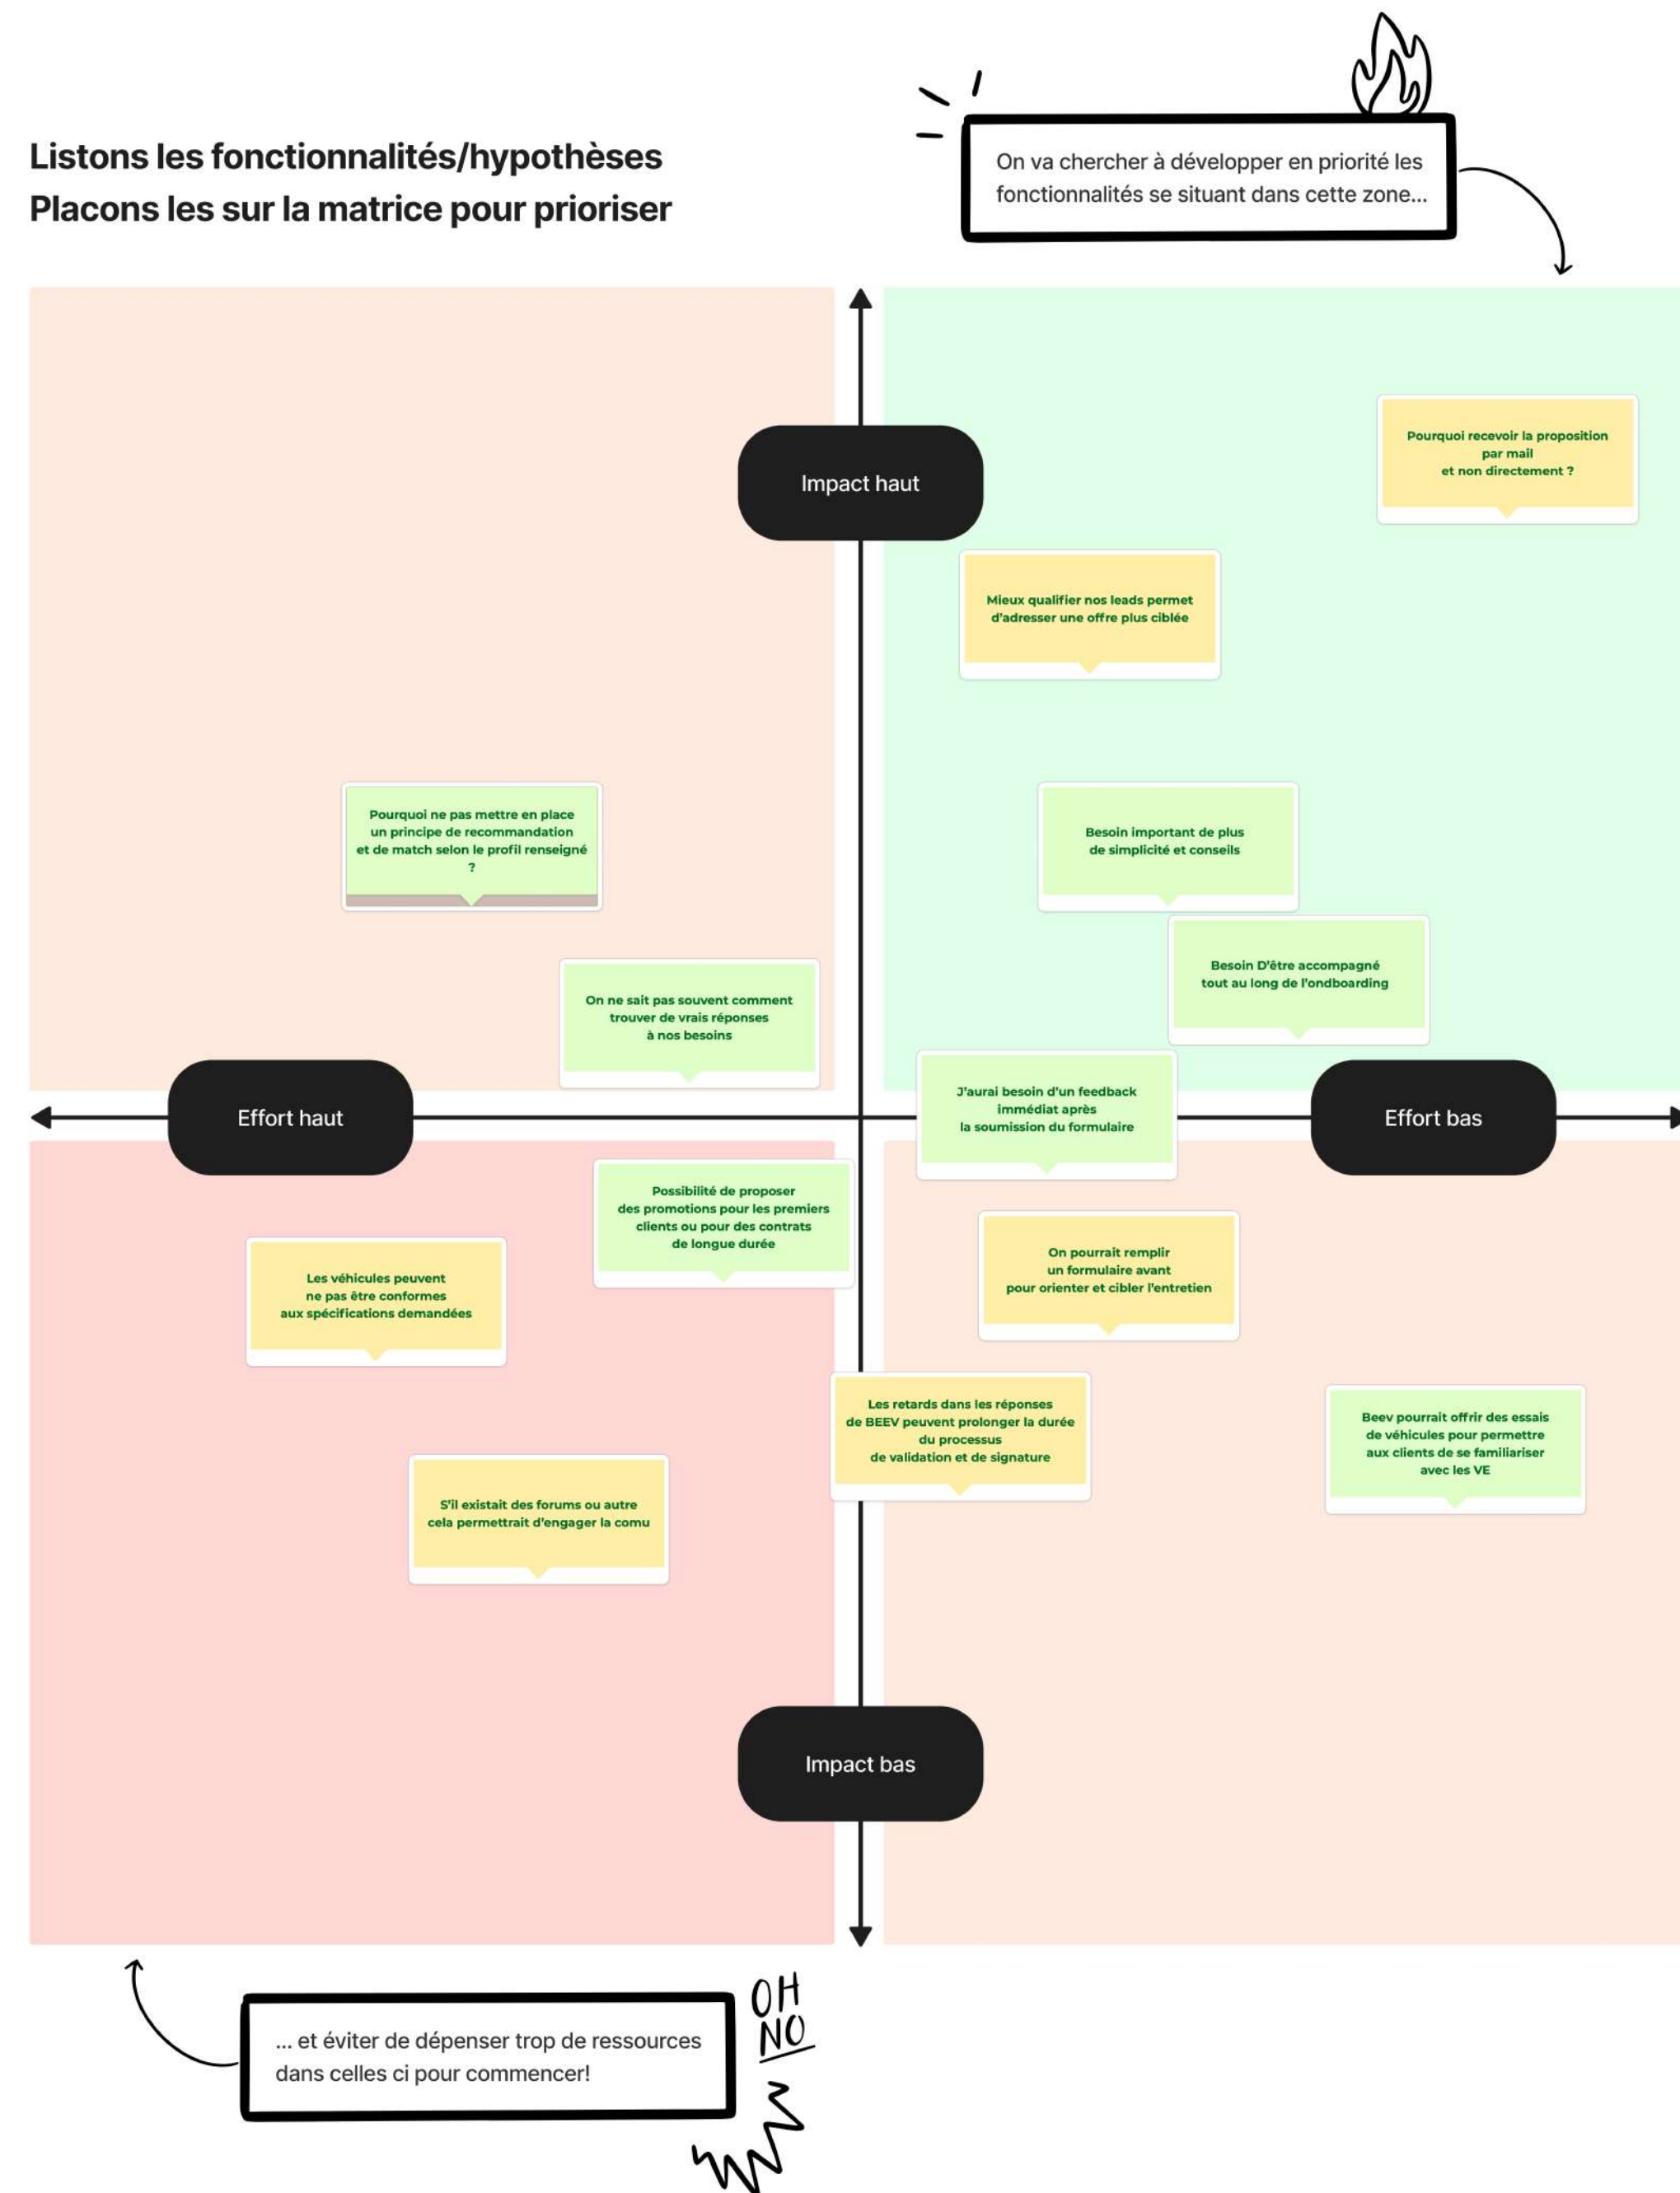 Listons les fonctionnalités/hypothèses
Placons les sur la matrice pour prioriser
On va chercher à développer en priorité les
fonctionnalités se situant dans cette zone...
Impact haut
Pourquoi recevoir la proposition
par mail
et non directement ?
Mieux qualifier nos leads permet
d'adresser une offre plus ciblée
Pourquoi ne pas mettre en place
un principe de recommandation
et de match selon le profil renseigné
?
Besoin important de plus
de simplicité et conseils
Besoin D'être accompagné
tout au long de l'ondboarding
On ne sait pas souvent comment
trouver de vrais réponses
à nos besoins
Effort haut
J'aurai besoin d'un feedback
immédiat après
la soumission du formulaire
Effort bas
Possibilité de proposer
des promotions pour les premiers
clients ou pour des contrats
de longue durée
Les véhicules peuvent
ne pas être conformes
aux spécifications demandées
On pourrait remplir
un formulaire avant
pour orienter et cibler l'entretien
Les retards dans les réponses
de BEEV peuvent prolonger la durée
du processus
de validation et de signature
Beev pourrait offrir des essais
de véhicules pour permettre
aux clients de se familiariser
avec les VE
S'il existait des forums ou autre
cela permettrait d'engager la comu
Impact bas
... et éviter de dépenser trop de ressources
dans celles ci pour commencer!
OH
NO